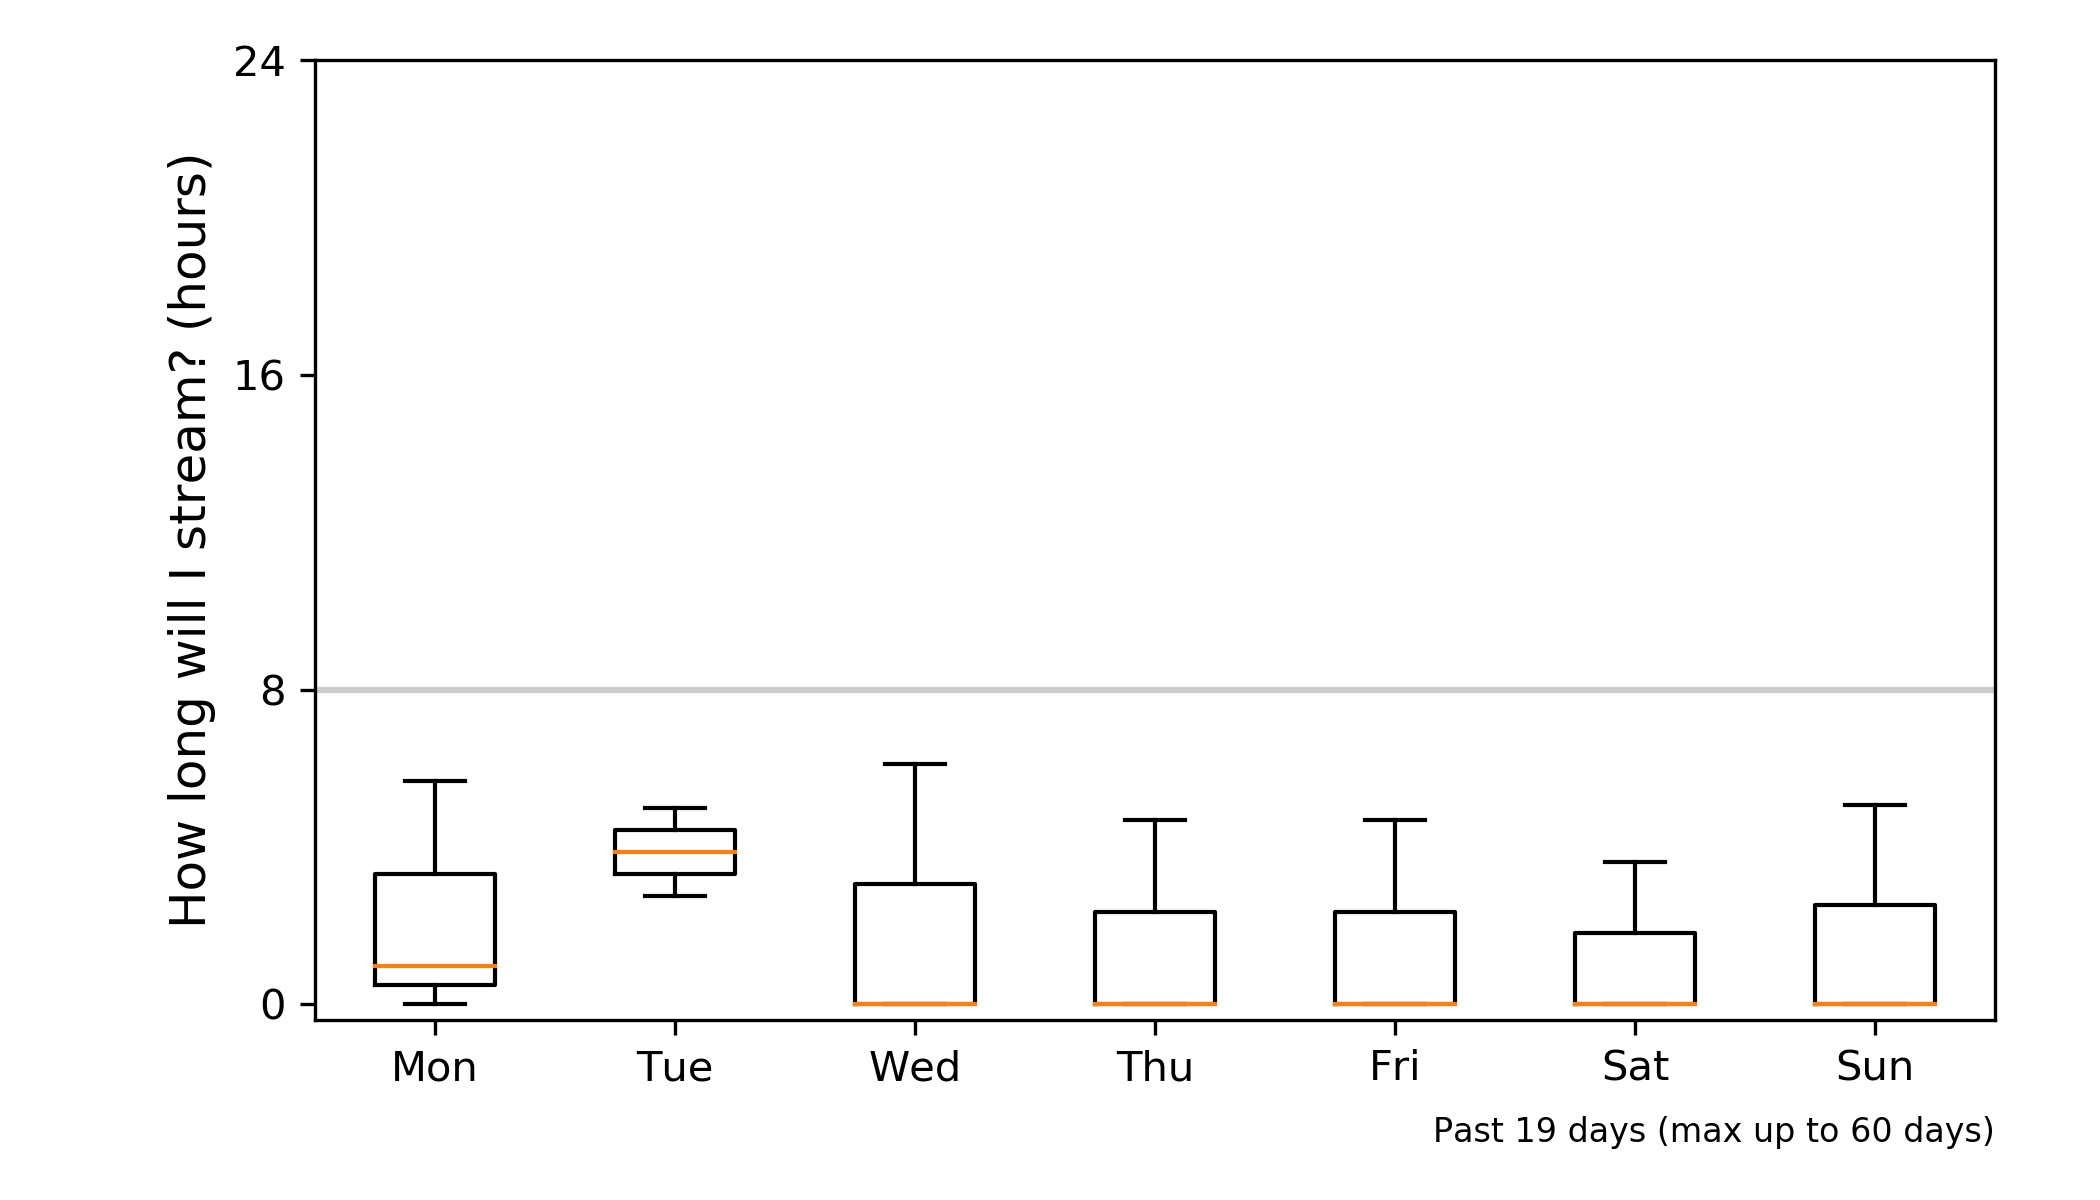 24
16
8
0
How long will I stream? (hours)
Mon Tue Wed Thu Fri Sat Sun
Past 19 days (max up to 60 days)